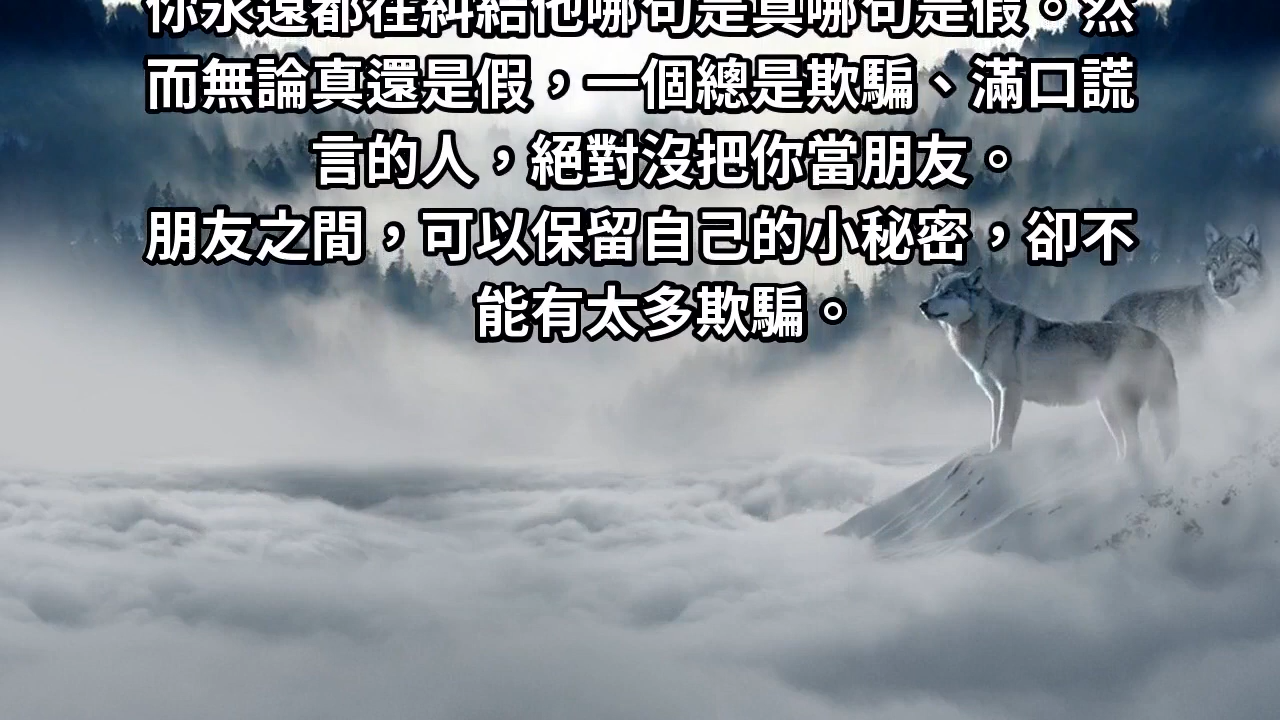 你永遠都在糾結他哪句是真哪句是假。然
而無論真還是假，一個總是欺騙、滿口謊
言的人，絕對沒把你當朋友。
朋友之間，可以保留自己的小秘密，卻不
能有太多欺騙。